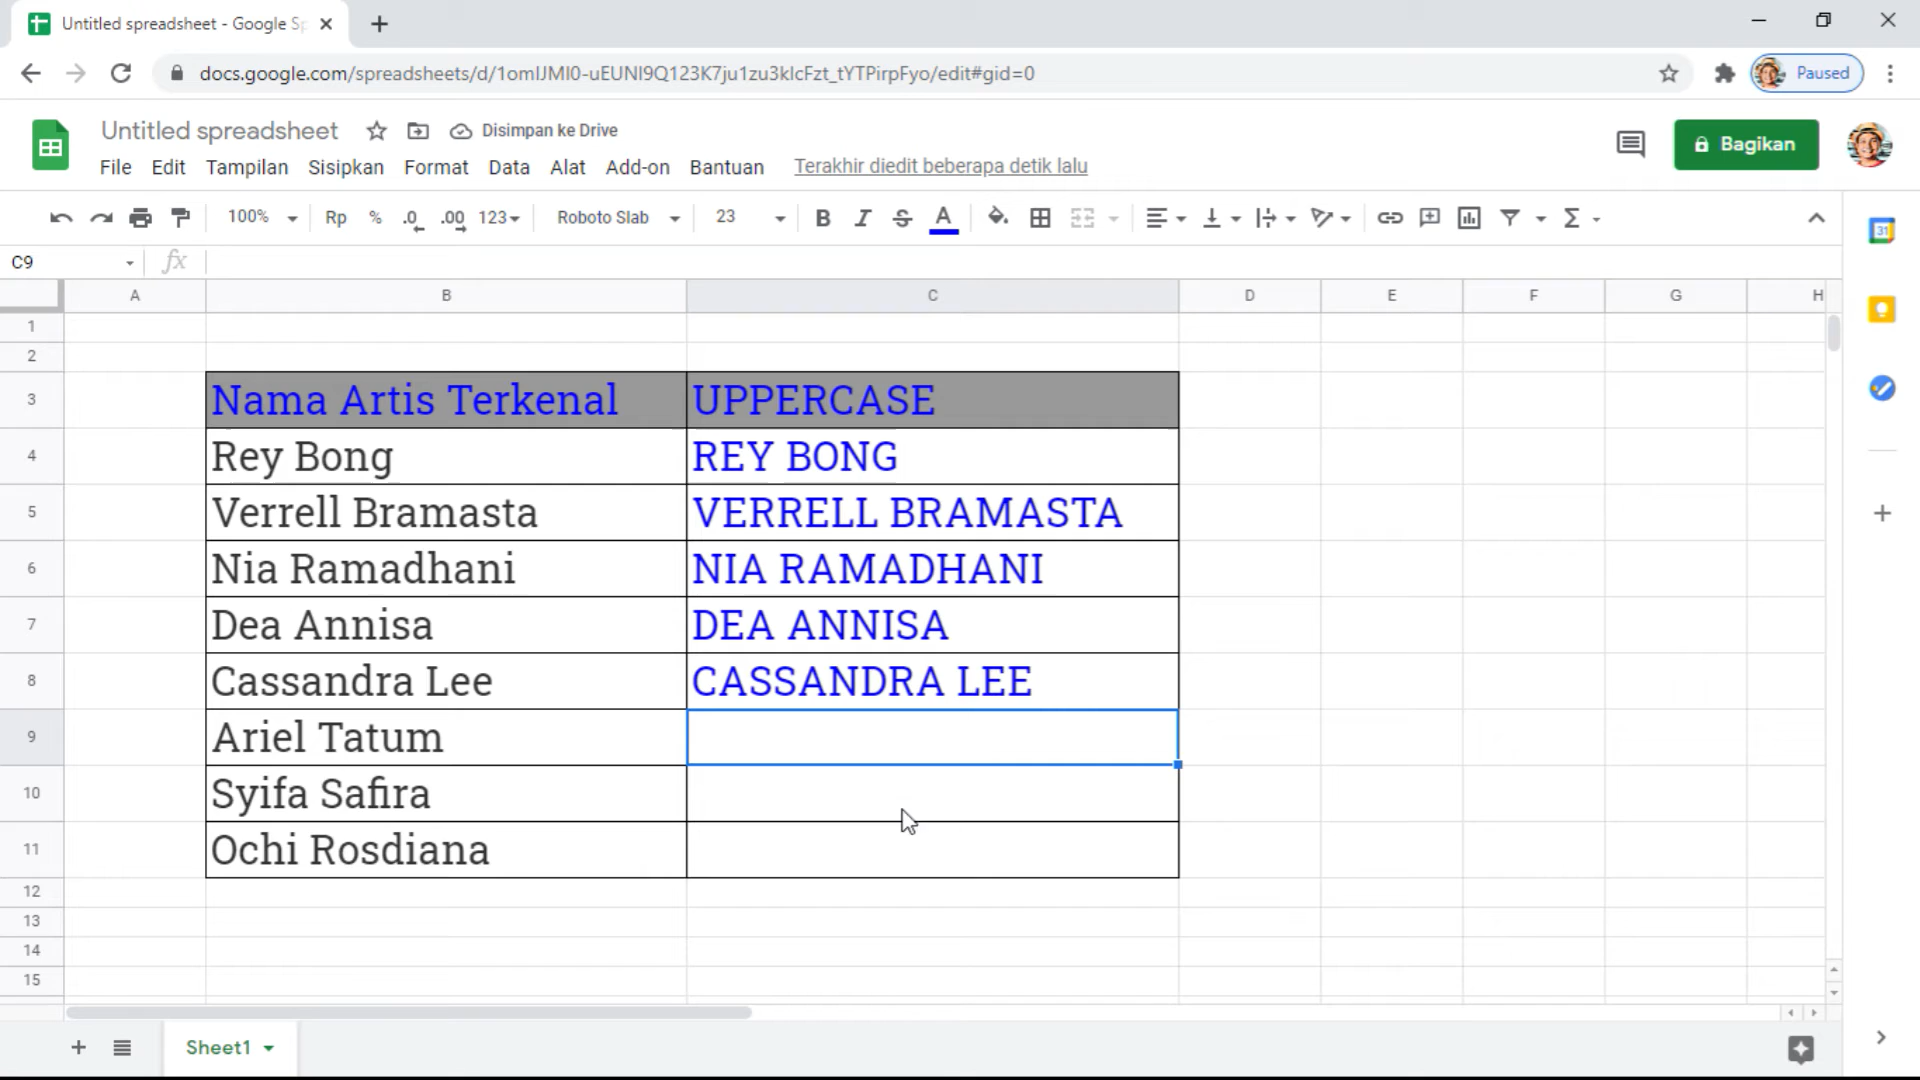 Untitled spreadsheet - Google Sp
docs.google.com/spreadsheets/d/1omIJMI0-uEUNI9Q123K7ju1zu3kIcFzt_tYTPirpFyo/edit#gid=0
Paused
Untitled spreadsheet
Disimpan ke Drive
Bagikan
File Edit Tampilan Sisipkan Format Data Alat Add-on Bantuan Terakhir diedit beberapa detik lalu
100% Rp % .0 .00 123 Roboto Slab 23 B I S A Σ
31
C9 fx
A B C D E F G H
1
2
3 Nama Artis Terkenal UPPERCASE
4 Rey Bong REY BONG
5 Verrell Bramasta VERRELL BRAMASTA
6 Nia Ramadhani NIA RAMADHANI
7 Dea Annisa DEA ANNISA
8 Cassandra Lee CASSANDRA LEE
9 Ariel Tatum
10 Syifa Safira
11 Ochi Rosdiana
12
13
14
15
Sheet1